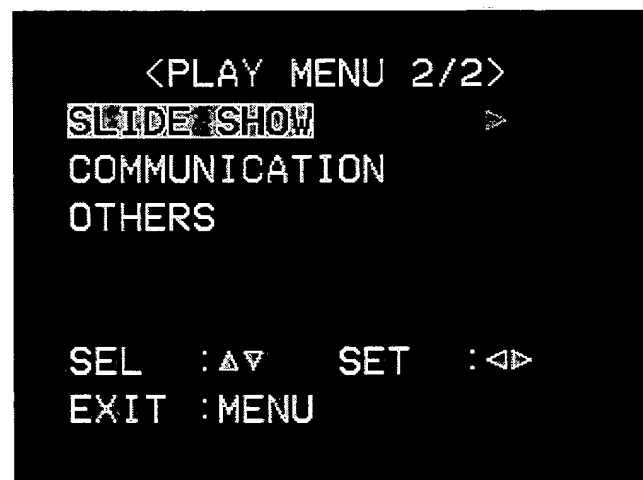 <PLAY MENU 2/2>
SLIDE SHOW ▷
COMMUNICATION
OTHERS
SEL :△▽ SET :◁▷
EXIT :MENU